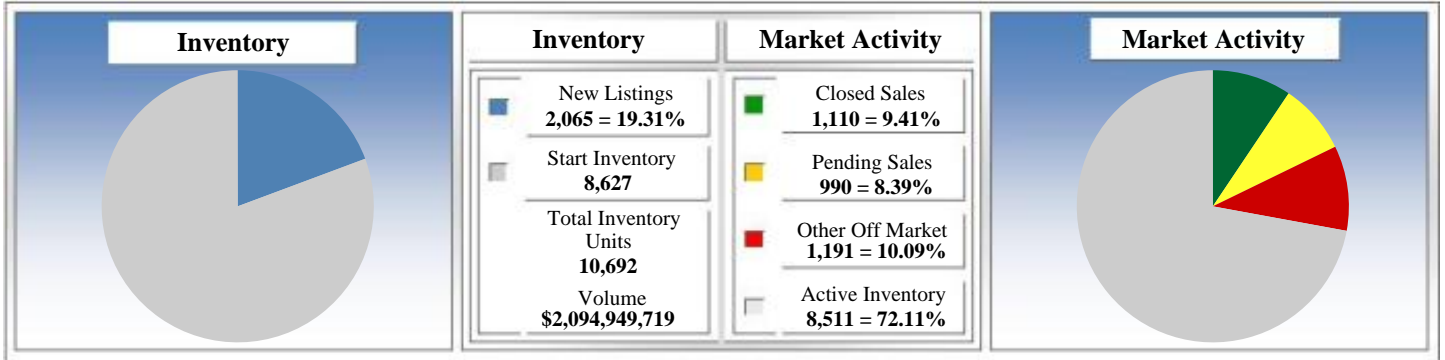 Inventory
Inventory
New Listings
2,065 = 19.31%
Start Inventory
8,627
Total Inventory
Units
10,692
Volume
$2,094,949,719
Market Activity
Closed Sales
1,110 = 9.41%
Pending Sales
990 = 8.39%
Other Off Market
1,191 = 10.09%
Active Inventory
8,511 = 72.11%
Market Activity